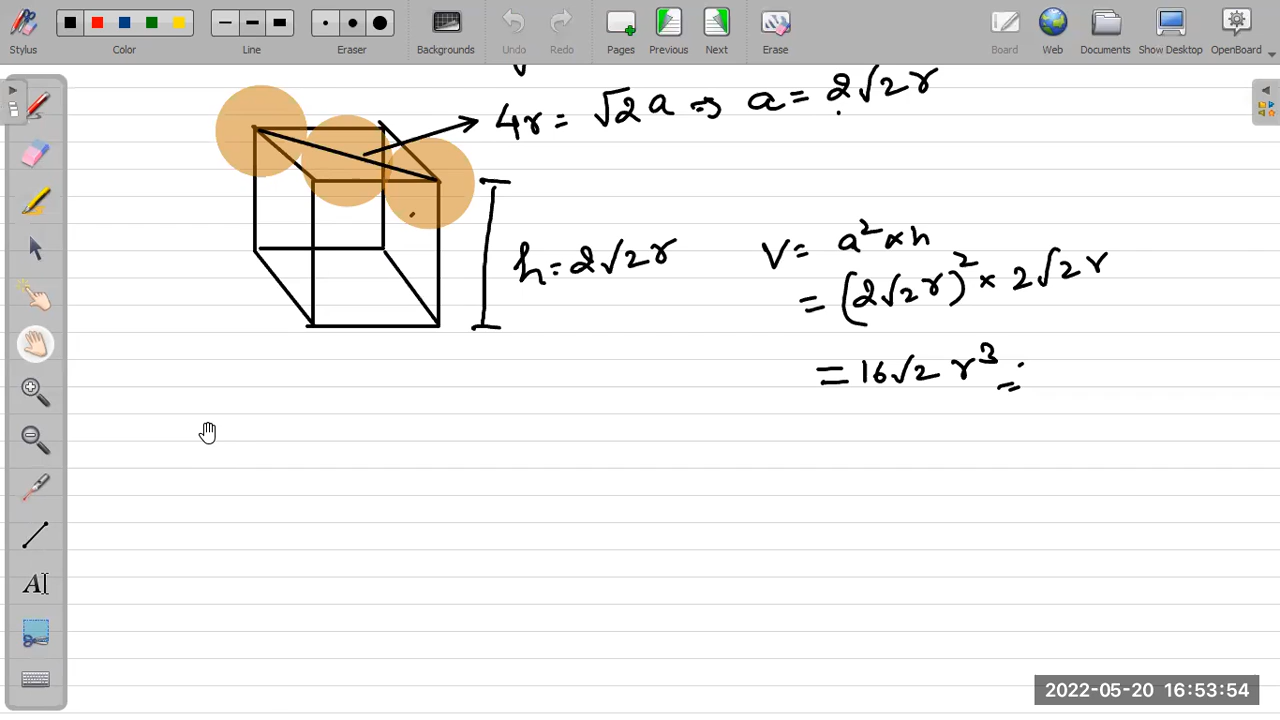 Stylus
Color
Line
Eraser
Backgrounds
Undo
Redo
Pages
Previous
Next
Erase
Board
Web
Documents
Show Desktop
OpenBoard
4r = √2 a ⇒ a = 2√2 r
h = 2√2 r
V = a² × h
= (2√2 r)² × 2√2 r
= 16√2 r³
2022-05-20 16:53:54